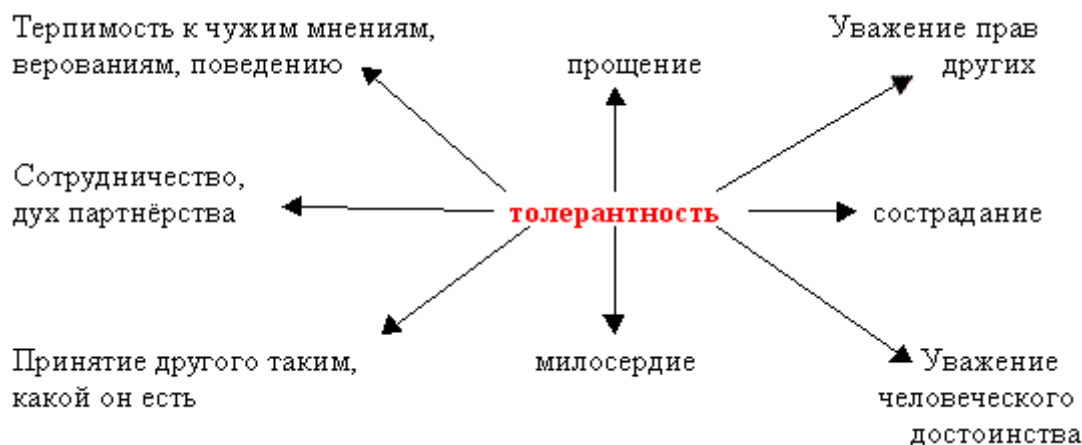 Терпимость к чужим мнениям,
верованиям, поведению
прощение
Уважение прав
других
Сотрудничество,
дух партнёрства
толерантность
сострадание
Принятие другого таким,
какой он есть
милосердие
Уважение
человеческого
достоинства